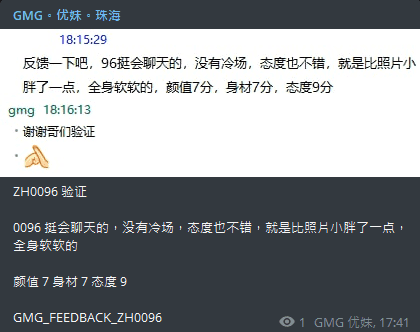 GMG。优妹。珠海
18:15:29
反馈一下吧，96挺会聊天的，没有冷场，态度也不错，就是比照片小
胖了一点，全身软软的，颜值7分，身材7分，态度9分
gmg 18:16:13
谢谢哥们验证
ZH0096 验证
0096 挺会聊天的，没有冷场，态度也不错，就是比照片小胖了一点，
全身软软的
颜值 7 身材 7 态度 9
GMG_FEEDBACK_ZH0096
1 GMG 优妹, 17:41